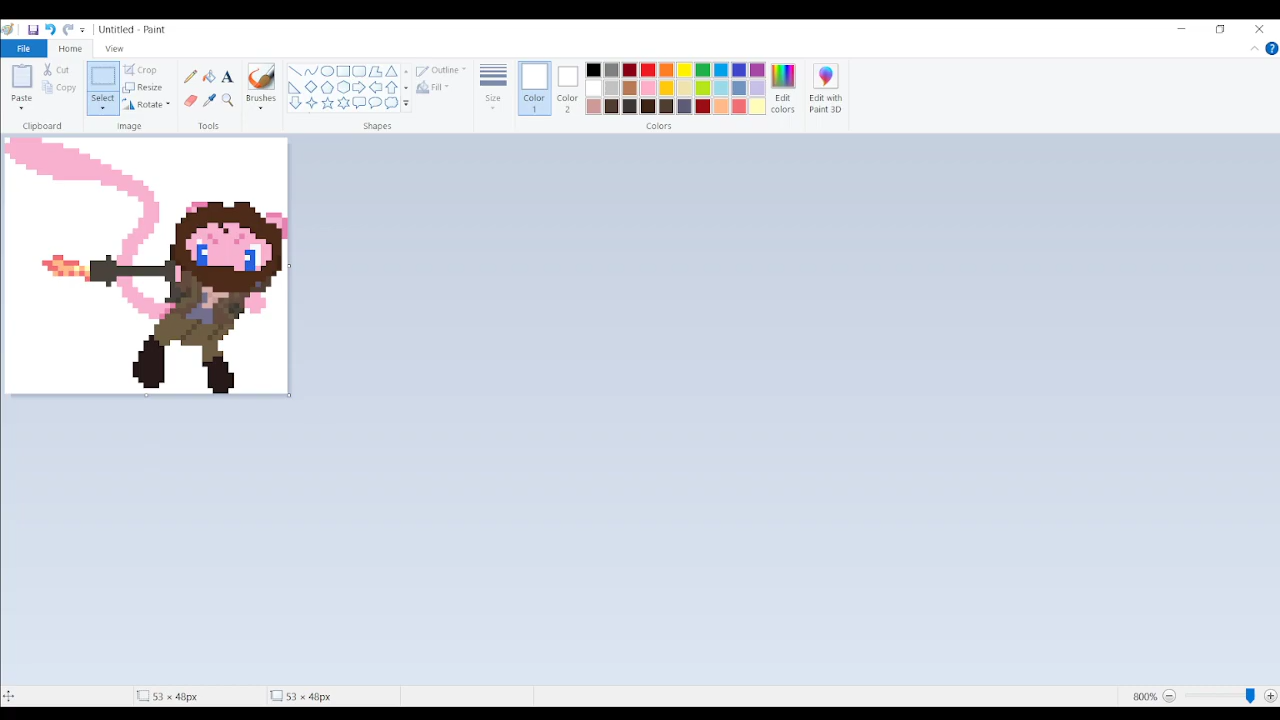 Untitled - Paint
File Home View
Paste
Cut
Copy
Clipboard
Select
Crop
Resize
Rotate
Image
Tools
Brushes
Outline
Fill
Shapes
Size
Color 1
Color 2
Edit colors
Colors
Edit with Paint 3D
53 × 48px
53 × 48px
800%